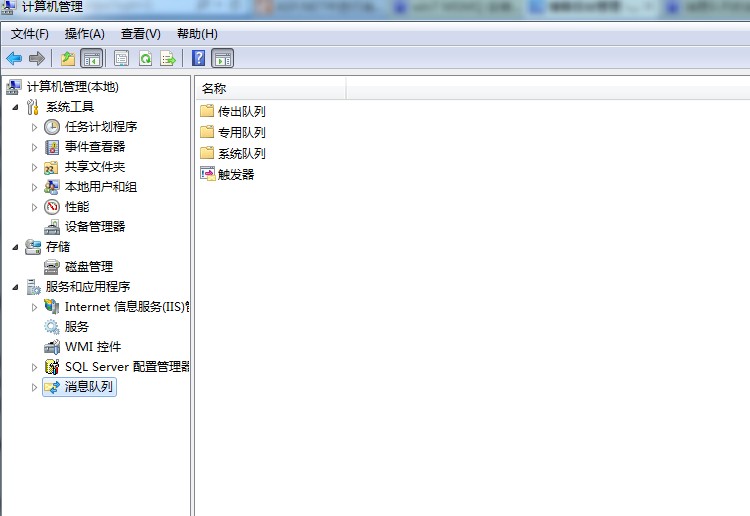 计算机管理
文件(F) 操作(A) 查看(V) 帮助(H)
计算机管理(本地)
系统工具
任务计划程序
事件查看器
共享文件夹
本地用户和组
性能
设备管理器
存储
磁盘管理
服务和应用程序
Internet 信息服务(IIS)管
服务
WMI 控件
SQL Server 配置管理器
消息队列
名称
传出队列
专用队列
系统队列
触发器